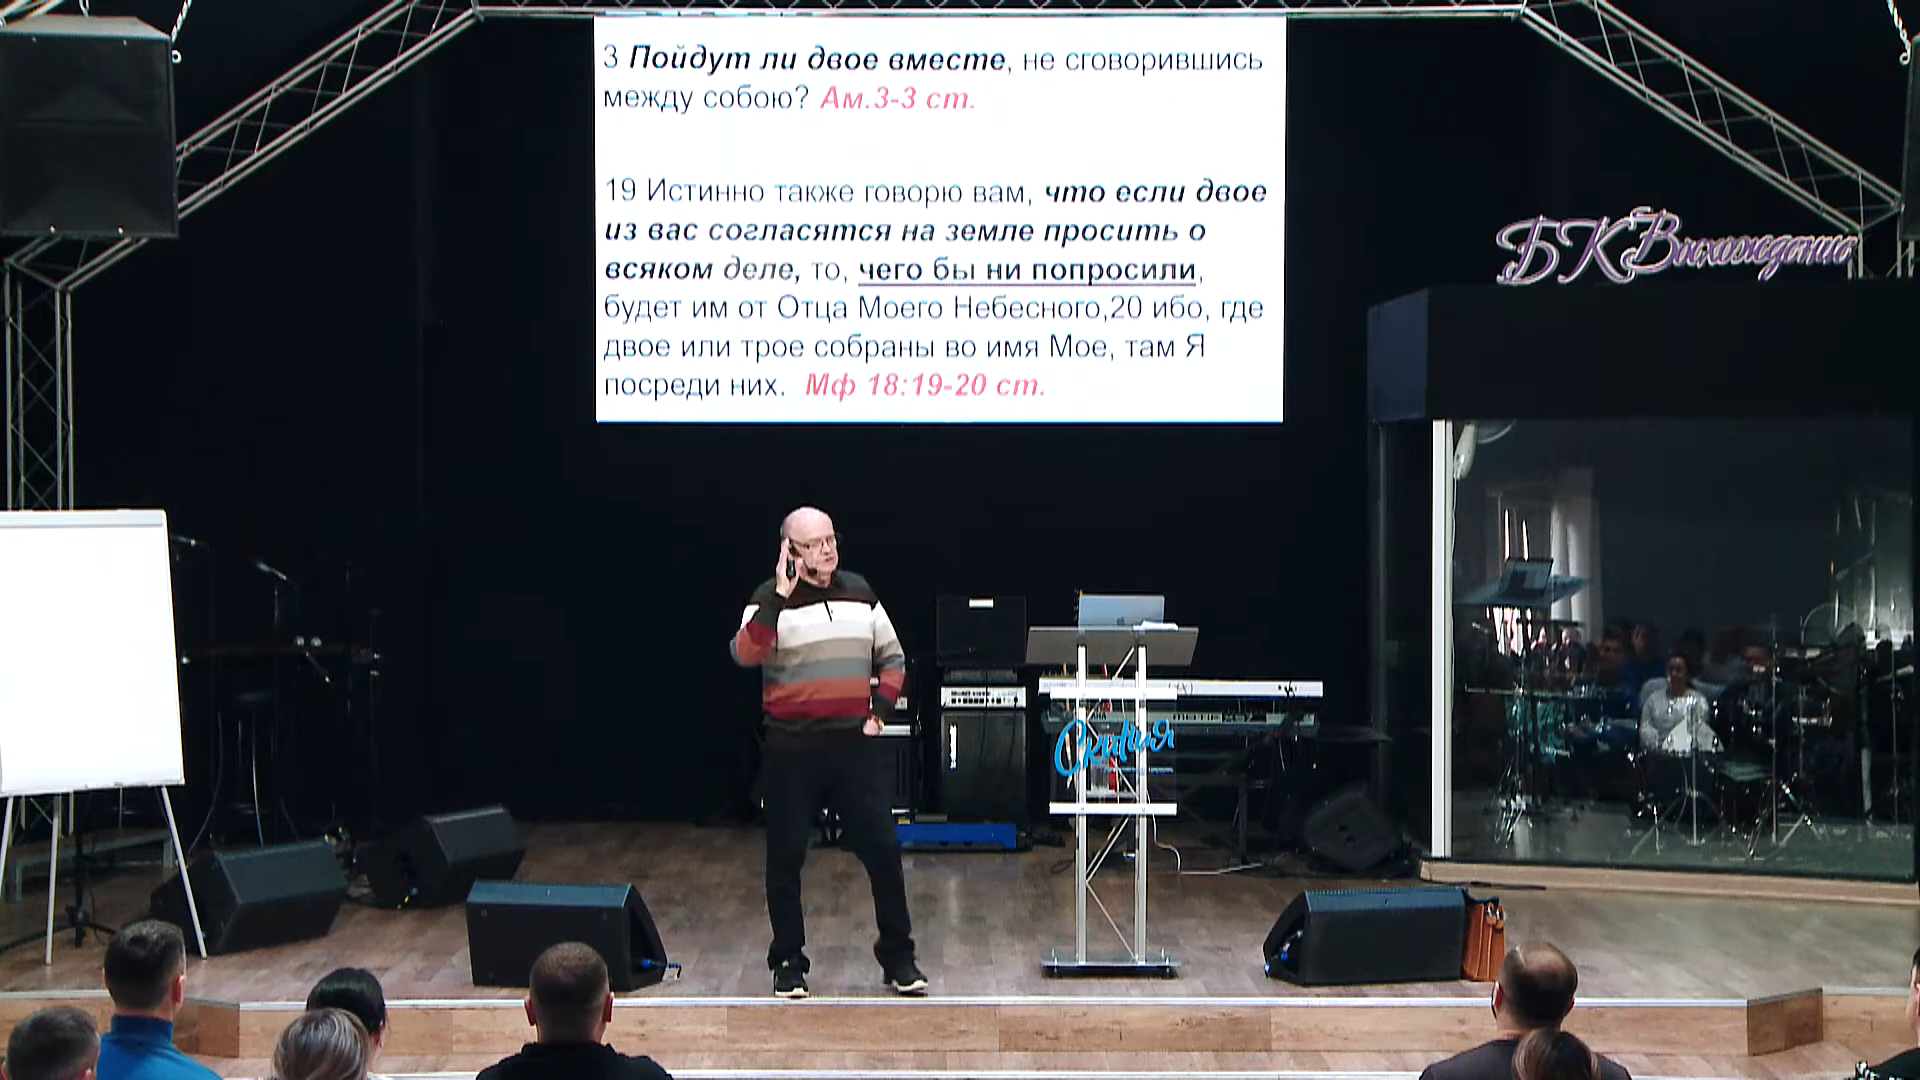 3 Пойдут ли двое вместе, не сговорившись
между собою? Ам.3-3 ст.
19 Истинно также говорю вам, что если двое
из вас согласятся на земле просить о
всяком деле, то, чего бы ни попросили,
будет им от Отца Моего Небесного,20 ибо, где
двое или трое собраны во имя Мое, там Я
посреди них. Мф 18:19-20 ст.
БК Восхождение
Скиния